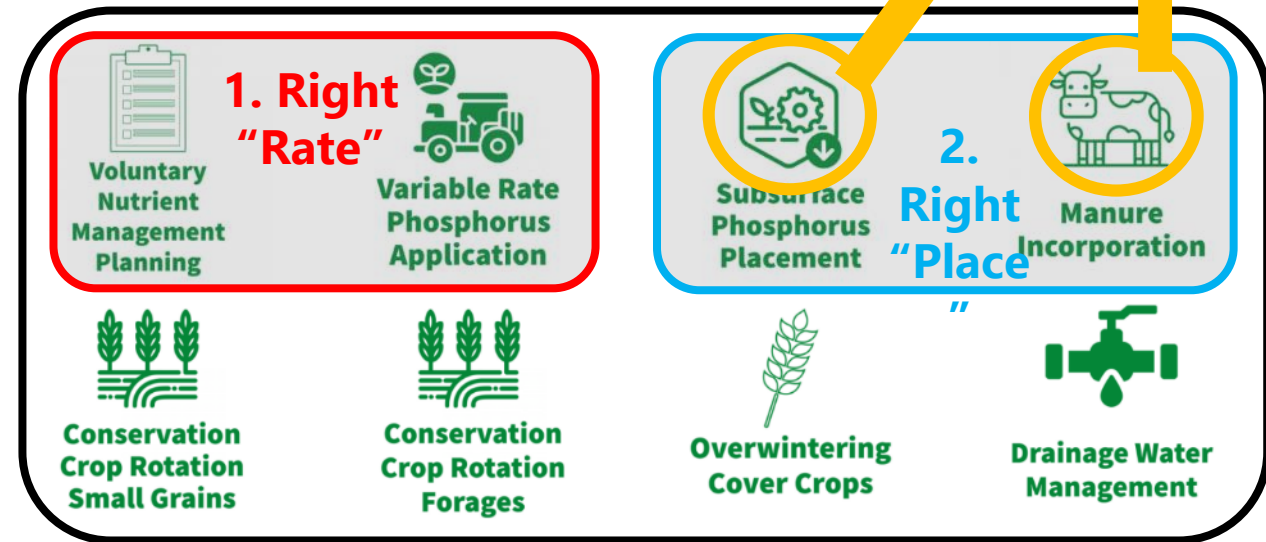 1. Right
“Rate”
Voluntary
Nutrient
Management
Planning
Variable Rate
Phosphorus
Application
2.
Right
“Place
”
Subsurface
Phosphorus
Placement
Manure
Incorporation
Conservation
Crop Rotation
Small Grains
Conservation
Crop Rotation
Forages
Overwintering
Cover Crops
Drainage Water
Management